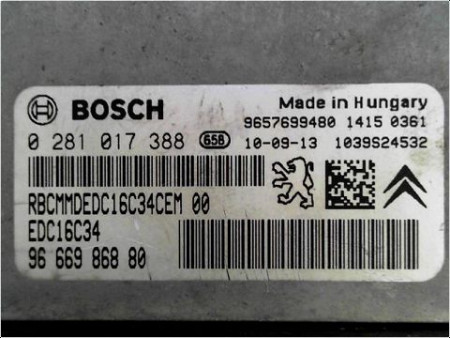 BOSCH
Made in Hungary
9657699480 1415 0361
0 281 017 388 658 10-09-13 1039S24532
RBCMMDEDC16C34CEM 00
EDC16C34
96 669 868 80